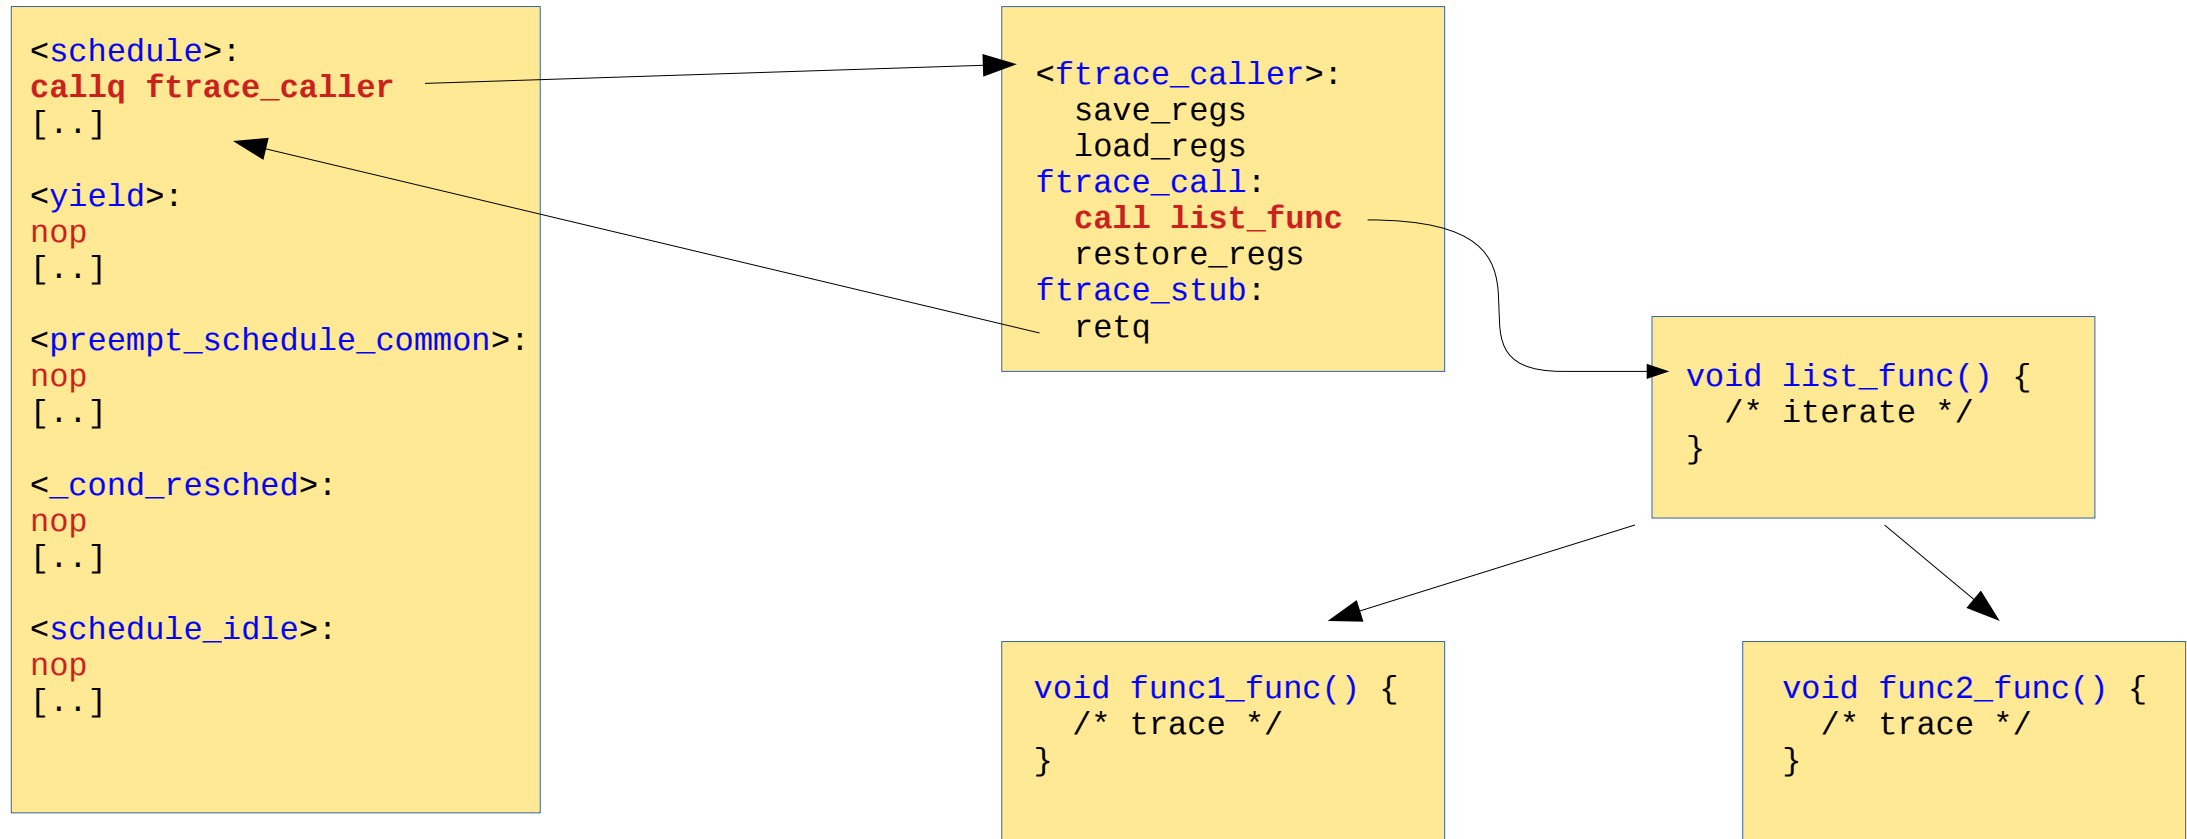 <schedule>:
callq ftrace_caller
[..]
<yield>:
nop
[..]
<preempt_schedule_common>:
nop
[..]
<_cond_resched>:
nop
[..]
<schedule_idle>:
nop
[..]
<ftrace_caller>:
save_regs
load_regs
ftrace_call:
call list_func
restore_regs
ftrace_stub:
retq
void list_func() {
/* iterate */
}
void func1_func() {
/* trace */
}
void func2_func() {
/* trace */
}